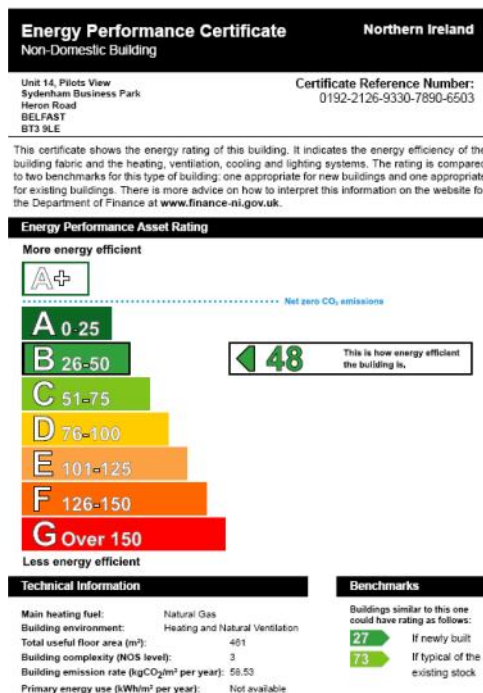 Energy Performance Certificate
Northern Ireland
Non-Domestic Building
Unit 14, Pilots View
Sydenham Business Park
Heron Road
BELFAST
BT3 9LE
Certificate Reference Number:
0192-2126-9330-7890-6503
This certificate shows the energy rating of this building. It indicates the energy efficiency of the
building fabric and the heating, ventilation, cooling and lighting systems. The rating is compared
to two benchmarks for this type of building: one appropriate for new buildings and one appropriate
for existing buildings. There is more advice on how to interpret this information on the website fo
the Department of Finance at www.finance-ni.gov.uk.
Energy Performance Asset Rating
More energy efficient
A+
Net zero CO₂ emissions
A 0-25
B 26-50
48
This is how energy efficient
the building is.
C 51-75
D 76-100
E 101-125
F 126-150
G Over 150
Less energy efficient
Technical Information
Main heating fuel: Natural Gas
Building environment: Heating and Natural Ventilation
Total useful floor area (m²): 461
Building complexity (NOS level): 3
Building emission rate (kgCO₂/m² per year): 58.53
Primary energy use (kWh/m² per year): Not available
Benchmarks
Buildings similar to this one
could have rating as follows:
27 If newly built
73 If typical of the
existing stock